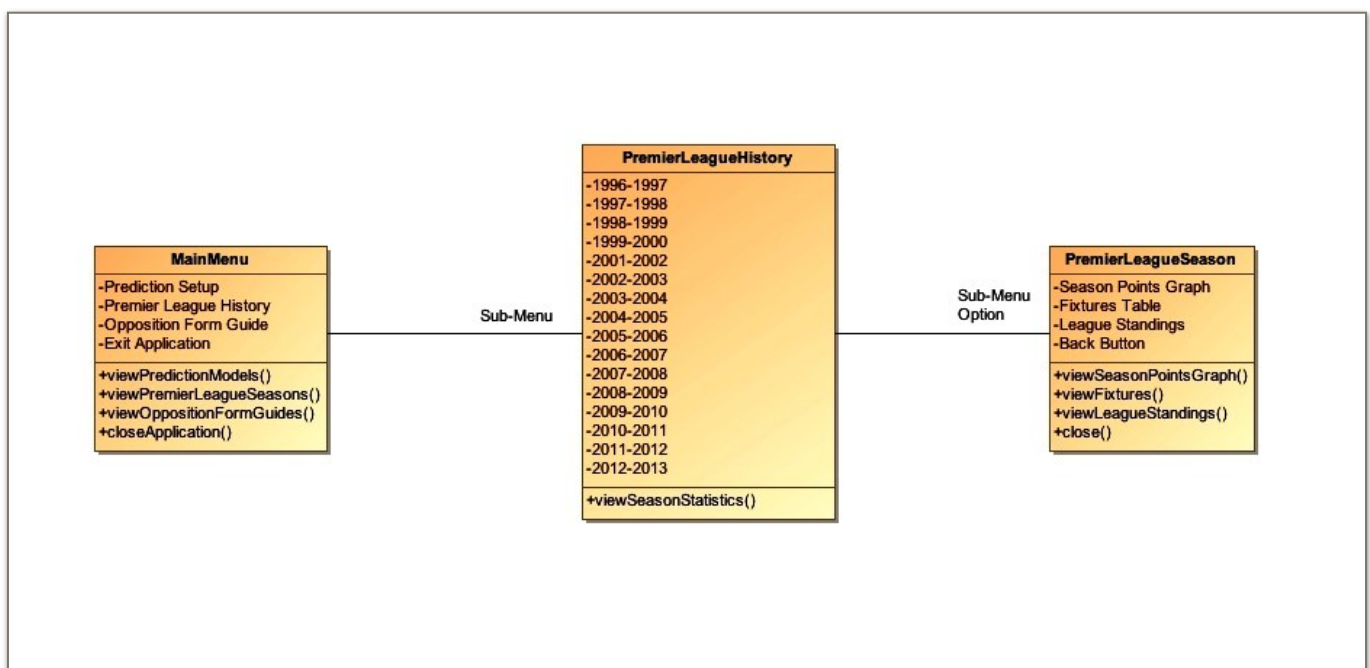 MainMenu
-Prediction Setup
-Premier League History
-Opposition Form Guide
-Exit Application
+viewPredictionModels()
+viewPremierLeagueSeasons()
+viewOppositionFormGuides()
+closeApplication()
Sub-Menu
PremierLeagueHistory
-1996-1997
-1997-1998
-1998-1999
-1999-2000
-2001-2002
-2002-2003
-2003-2004
-2004-2005
-2005-2006
-2006-2007
-2007-2008
-2008-2009
-2009-2010
-2010-2011
-2011-2012
-2012-2013
+viewSeasonStatistics()
Sub-Menu
Option
PremierLeagueSeason
-Season Points Graph
-Fixtures Table
-League Standings
-Back Button
+viewSeasonPointsGraph()
+viewFixtures()
+viewLeagueStandings()
+close()